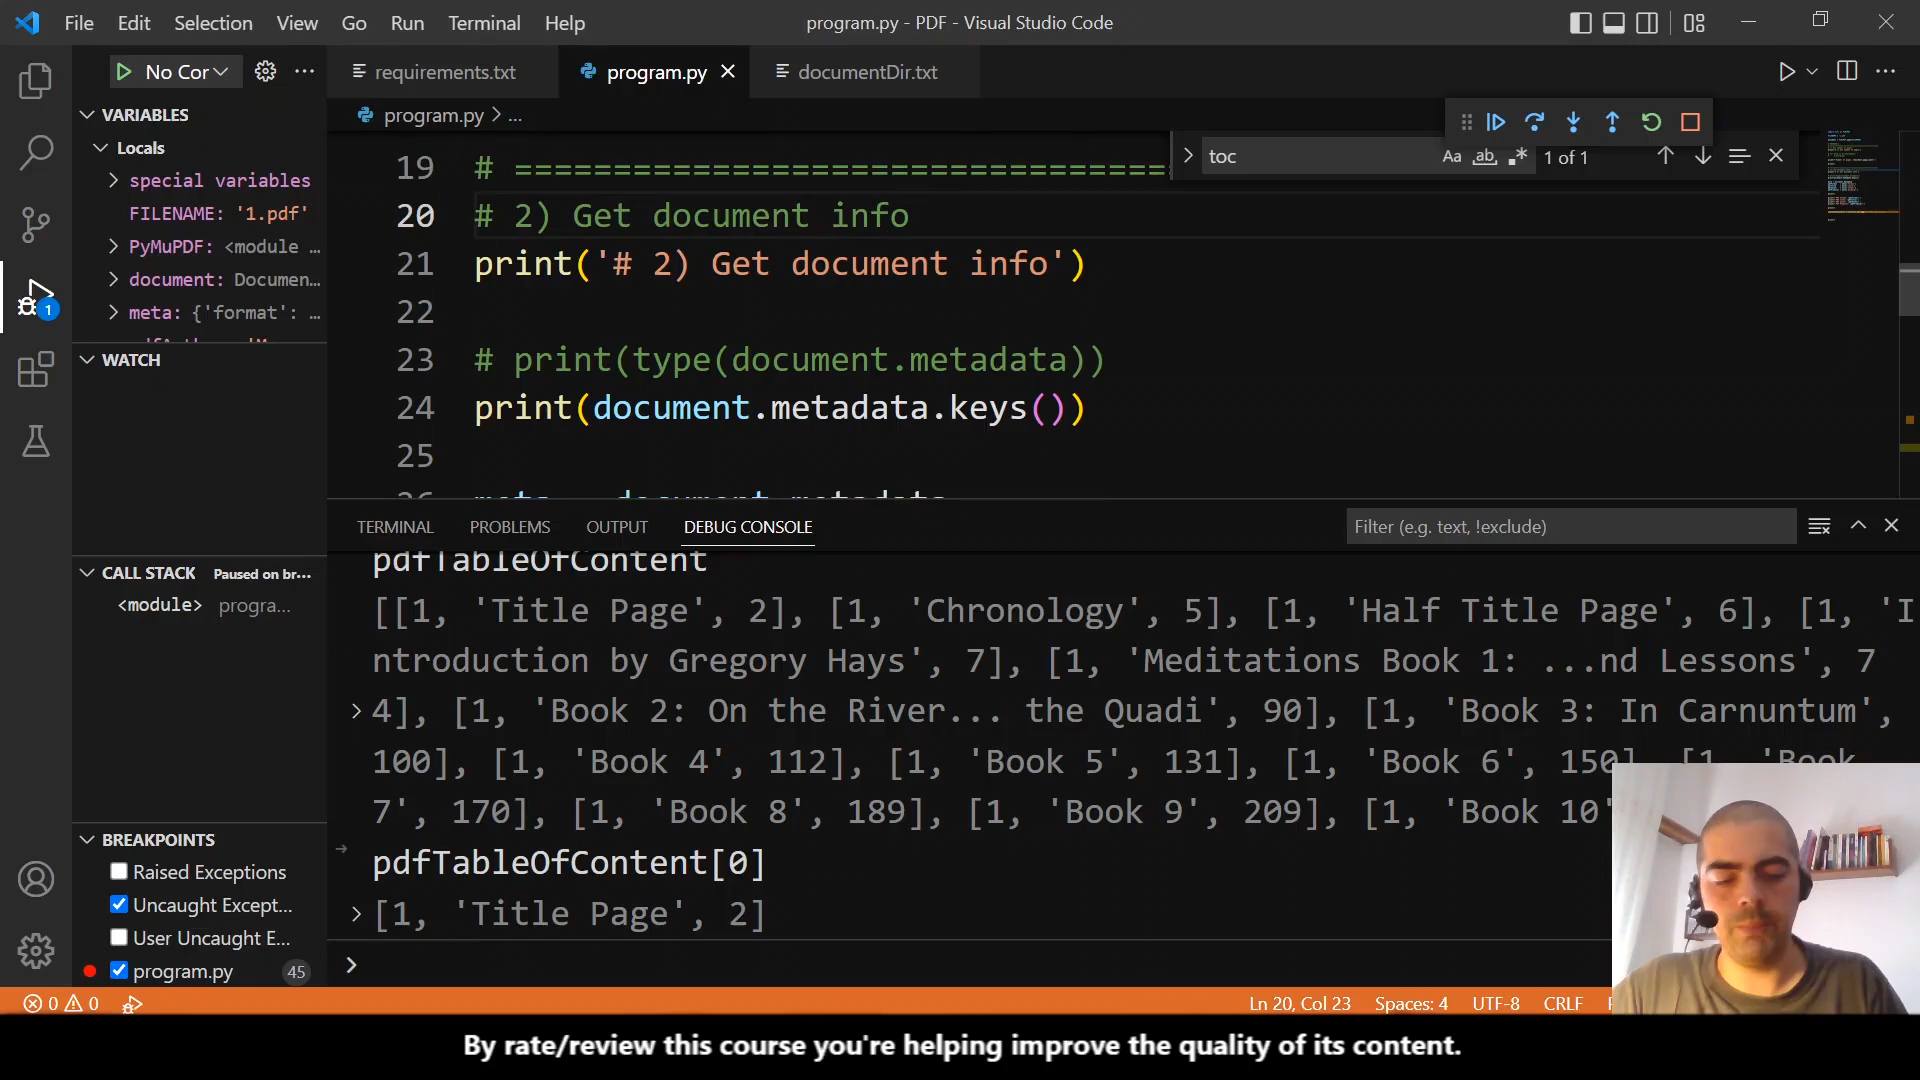 File Edit Selection View Go Run Terminal Help
program.py - PDF - Visual Studio Code
No Cor
requirements.txt
program.py
documentDir.txt
program.py > ...
toc
Aa
ab
1 of 1
VARIABLES
Locals
special variables
FILENAME: '1.pdf'
PyMuPDF: <module ...
document: Documen...
meta: {'format': ...
WATCH
CALL STACK Paused on br...
<module> progra...
BREAKPOINTS
Raised Exceptions
Uncaught Except...
User Uncaught E...
program.py 45
1
19 # =================================
20 # 2) Get document info
21 print('# 2) Get document info')
22
23 # print(type(document.metadata))
24 print(document.metadata.keys())
25
26 meta = document.metadata
TERMINAL PROBLEMS OUTPUT DEBUG CONSOLE
Filter (e.g. text, !exclude)
pdfTableOfContent
[[1, 'Title Page', 2], [1, 'Chronology', 5], [1, 'Half Title Page', 6], [1, 'I
ntroduction by Gregory Hays', 7], [1, 'Meditations Book 1: ...nd Lessons', 7
4], [1, 'Book 2: On the River... the Quadi', 90], [1, 'Book 3: In Carnuntum',
100], [1, 'Book 4', 112], [1, 'Book 5', 131], [1, 'Book 6', 150], [1, 'Book
7', 170], [1, 'Book 8', 189], [1, 'Book 9', 209], [1, 'Book 10'
pdfTableOfContent[0]
[1, 'Title Page', 2]
0 0
Ln 20, Col 23 Spaces: 4 UTF-8 CRLF
By rate/review this course you're helping improve the quality of its content.